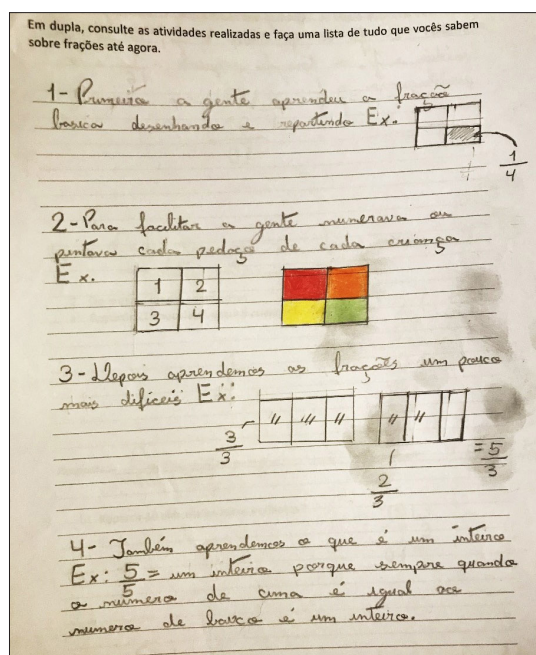 Em dupla, consulte as atividades realizadas e faça uma lista de tudo que vocês sabem
sobre frações até agora.
1- Primeiro a gente aprendeu a fração
basica desenhando e repartindo Ex:
1
4
2- Para facilitar a gente numerava ou
pintava cada pedaço de cada criança
Ex.
1 2
3 4
3- Depois aprendemos as frações um pouco
mais dificeis Ex:
3
3
2
3
= 5
3
4- Também aprendemos o que é um inteiro
Ex: 5 = um inteiro porque sempre quando
5
o número de cima é igual ao
numero de baixo é um inteiro.